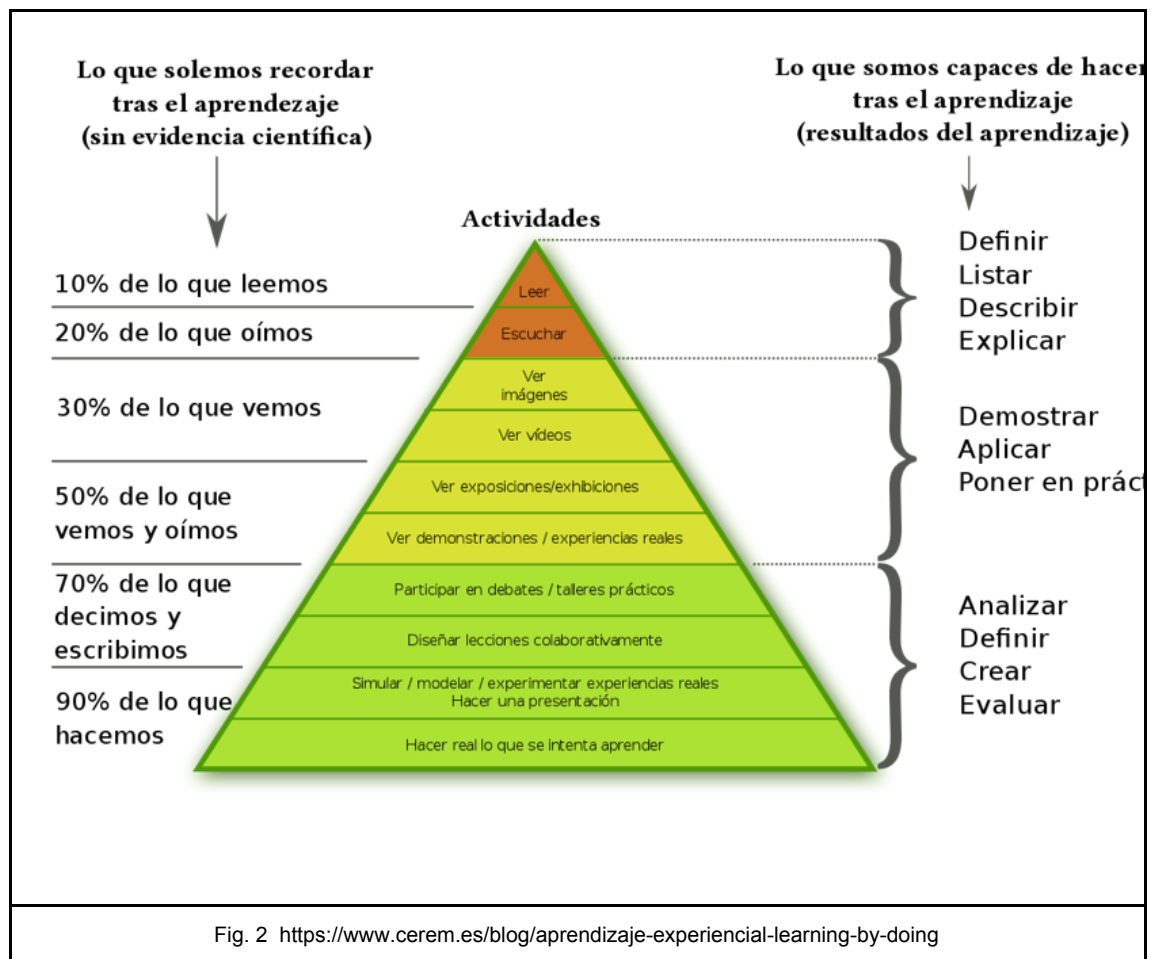 Lo que solemos recordar
tras el aprendezaje
(sin evidencia científica)
Lo que somos capaces de hacer
tras el aprendizaje
(resultados del aprendizaje)
Actividades
10% de lo que leemos
20% de lo que oímos
30% de lo que vemos
50% de lo que
vemos y oímos
70% de lo que
decimos y
escribimos
90% de lo que
hacemos
Leer
Escuchar
Ver
imágenes
Ver vídeos
Ver exposiciones/exhibiciones
Ver demonstraciones / experiencias reales
Participar en debates / talleres prácticos
Diseñar lecciones colaborativamente
Simular / modelar / experimentar experiencias reales
Hacer una presentación
Hacer real lo que se intenta aprender
Definir
Listar
Describir
Explicar
Demostrar
Aplicar
Poner en práct
Analizar
Definir
Crear
Evaluar
Fig. 2 https://www.cerem.es/blog/aprendizaje-experiencial-learning-by-doing